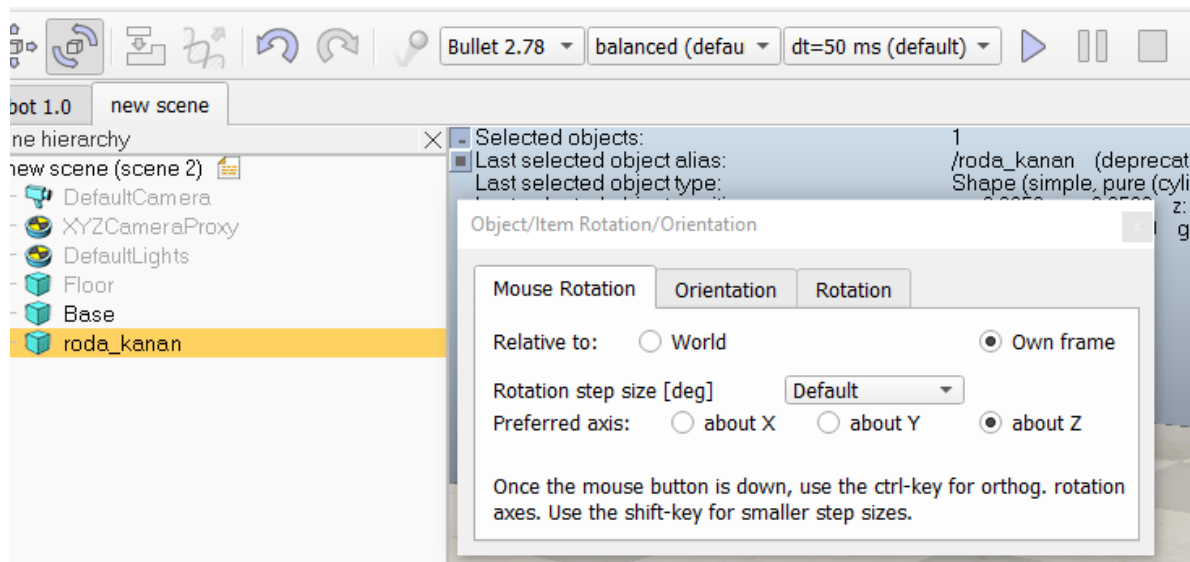 Bullet 2.78 balanced (defau dt=50 ms (default)
bot 1.0 new scene
ne hierarchy
new scene (scene 2)
DefaultCamera
XYZCameraProxy
DefaultLights
Floor
Base
roda_kanan
Selected objects: 1
Last selected object alias: /roda_kanan (deprecat
Last selected object type: Shape (simple, pure (cyli
z:
g
Object/Item Rotation/Orientation
Mouse Rotation Orientation Rotation
Relative to: World Own frame
Rotation step size [deg] Default
Preferred axis: about X about Y about Z
Once the mouse button is down, use the ctrl-key for orthog. rotation
axes. Use the shift-key for smaller step sizes.